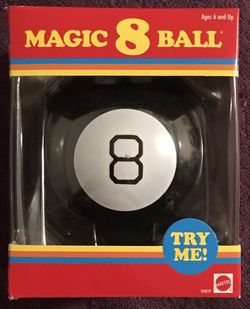 Ages 6 and Up
MAGIC 8 BALL
8
TRY
ME!
MATTEL